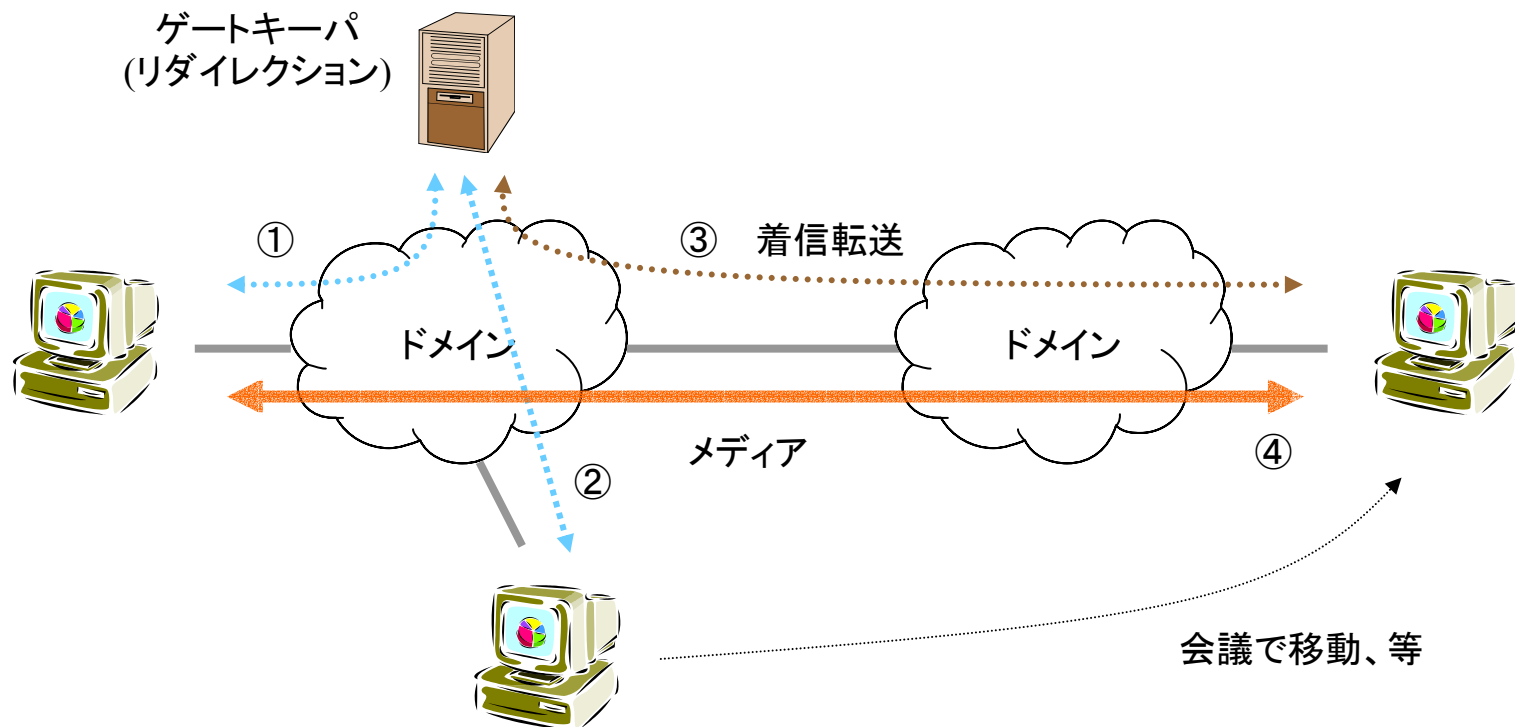 ゲートキーパ
(リダイレクション)
①
③ 着信転送
ドメイン
ドメイン
メディア
④
②
会議で移動、等